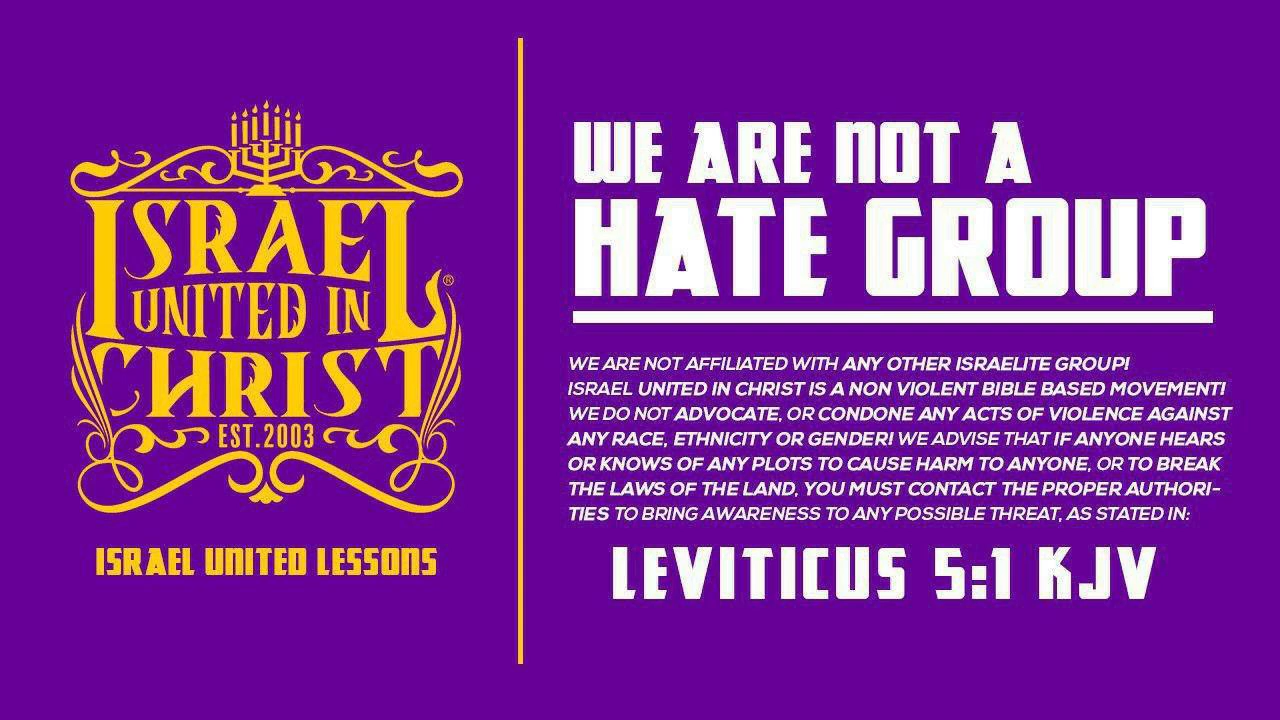 ISRAEL
UNITED IN
CHRIST
EST.2003
®
ISRAEL UNITED LESSONS
WE ARE NOT A
HATE GROUP
WE ARE NOT AFFILIATED WITH ANY OTHER ISRAELITE GROUP!
ISRAEL UNITED IN CHRIST IS A NON VIOLENT BIBLE BASED MOVEMENT!
WE DO NOT ADVOCATE, OR CONDONE ANY ACTS OF VIOLENCE AGAINST
ANY RACE, ETHNICITY OR GENDER! WE ADVISE THAT IF ANYONE HEARS
OR KNOWS OF ANY PLOTS TO CAUSE HARM TO ANYONE, OR TO BREAK
THE LAWS OF THE LAND, YOU MUST CONTACT THE PROPER AUTHORI-
TIES TO BRING AWARENESS TO ANY POSSIBLE THREAT, AS STATED IN:
LEVITICUS 5:1 KJV